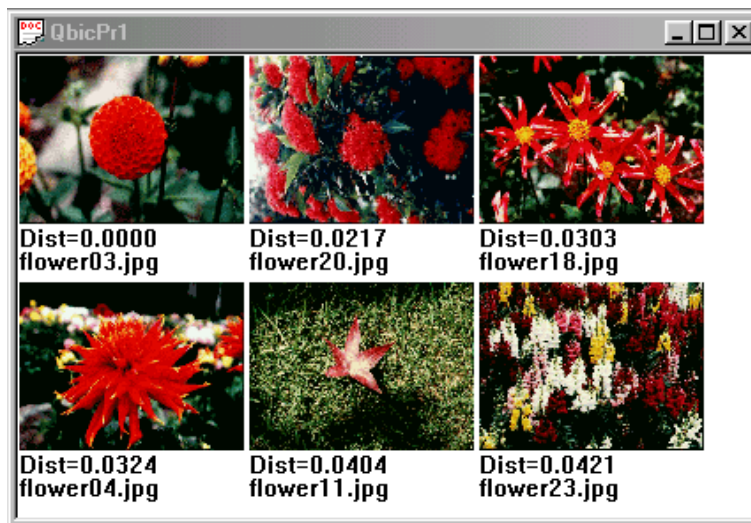 DOC
QbicPr1
Dist=0.0000
flower03.jpg
Dist=0.0217
flower20.jpg
Dist=0.0303
flower18.jpg
Dist=0.0324
flower04.jpg
Dist=0.0404
flower11.jpg
Dist=0.0421
flower23.jpg